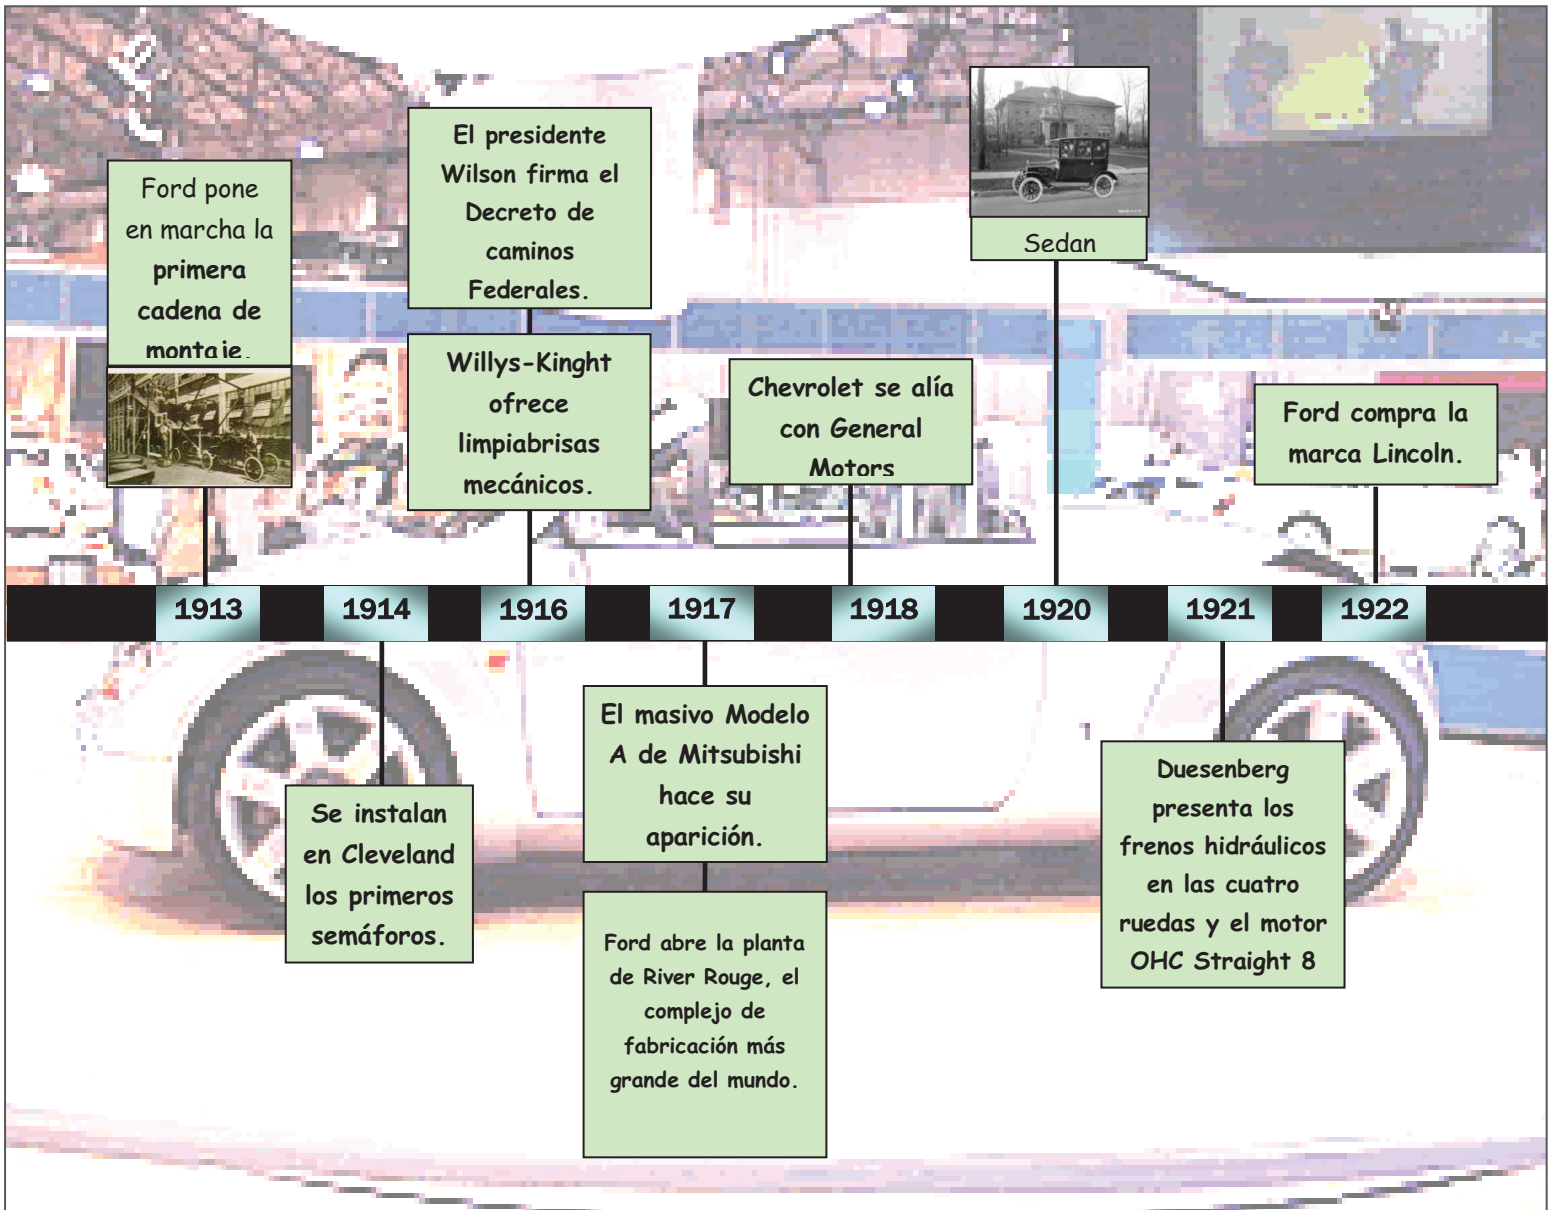 Ford pone
en marcha la
primera
cadena de
montaje.
El presidente
Wilson firma el
Decreto de
caminos
Federales.
Willys-Kinght
ofrece
limpiabrisas
mecánicos.
Chevrolet se alía
con General
Motors
Sedan
Ford compra la
marca Lincoln.
1913 1914 1916 1917 1918 1920 1921 1922
Se instalan
en Cleveland
los primeros
semáforos.
El masivo Modelo
A de Mitsubishi
hace su
aparición.
Ford abre la planta
de River Rouge, el
complejo de
fabricación más
grande del mundo.
Duesenberg
presenta los
frenos hidráulicos
en las cuatro
ruedas y el motor
OHC Straight 8